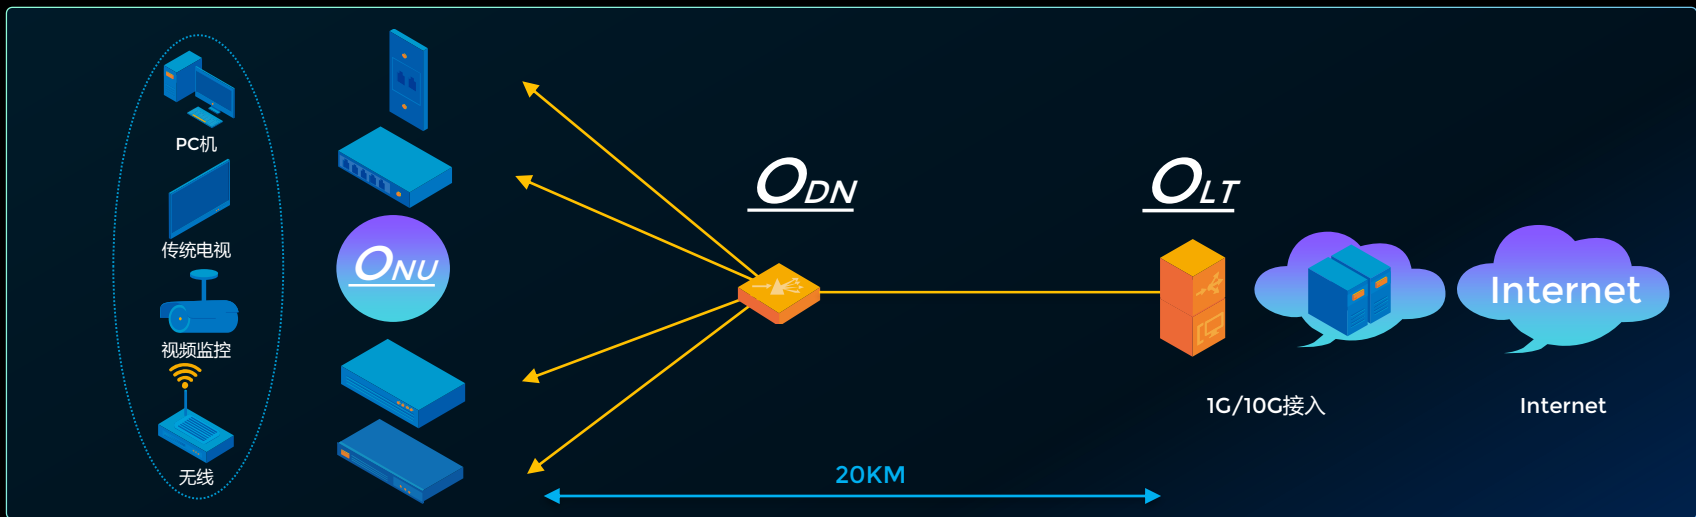 PC机
传统电视
视频监控
无线
ONU
ODN
OLT
20KM
1G/10G接入
Internet
Internet